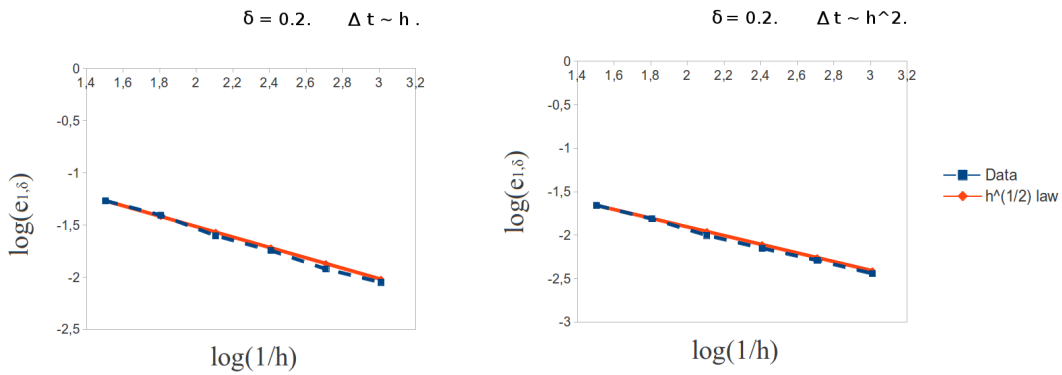 δ = 0.2. Δ t ~ h .
0
1,4 1,6 1,8 2 2,2 2,4 2,6 2,8 3 3,2
-0,5
-1
-1,5
-2
-2,5
log(e1,δ)
log(1/h)
δ = 0.2. Δ t ~ h^2.
0
1,4 1,6 1,8 2 2,2 2,4 2,6 2,8 3 3,2
-0,5
-1
-1,5
-2
-2,5
-3
log(e1,δ)
log(1/h)
Data
h^(1/2) law